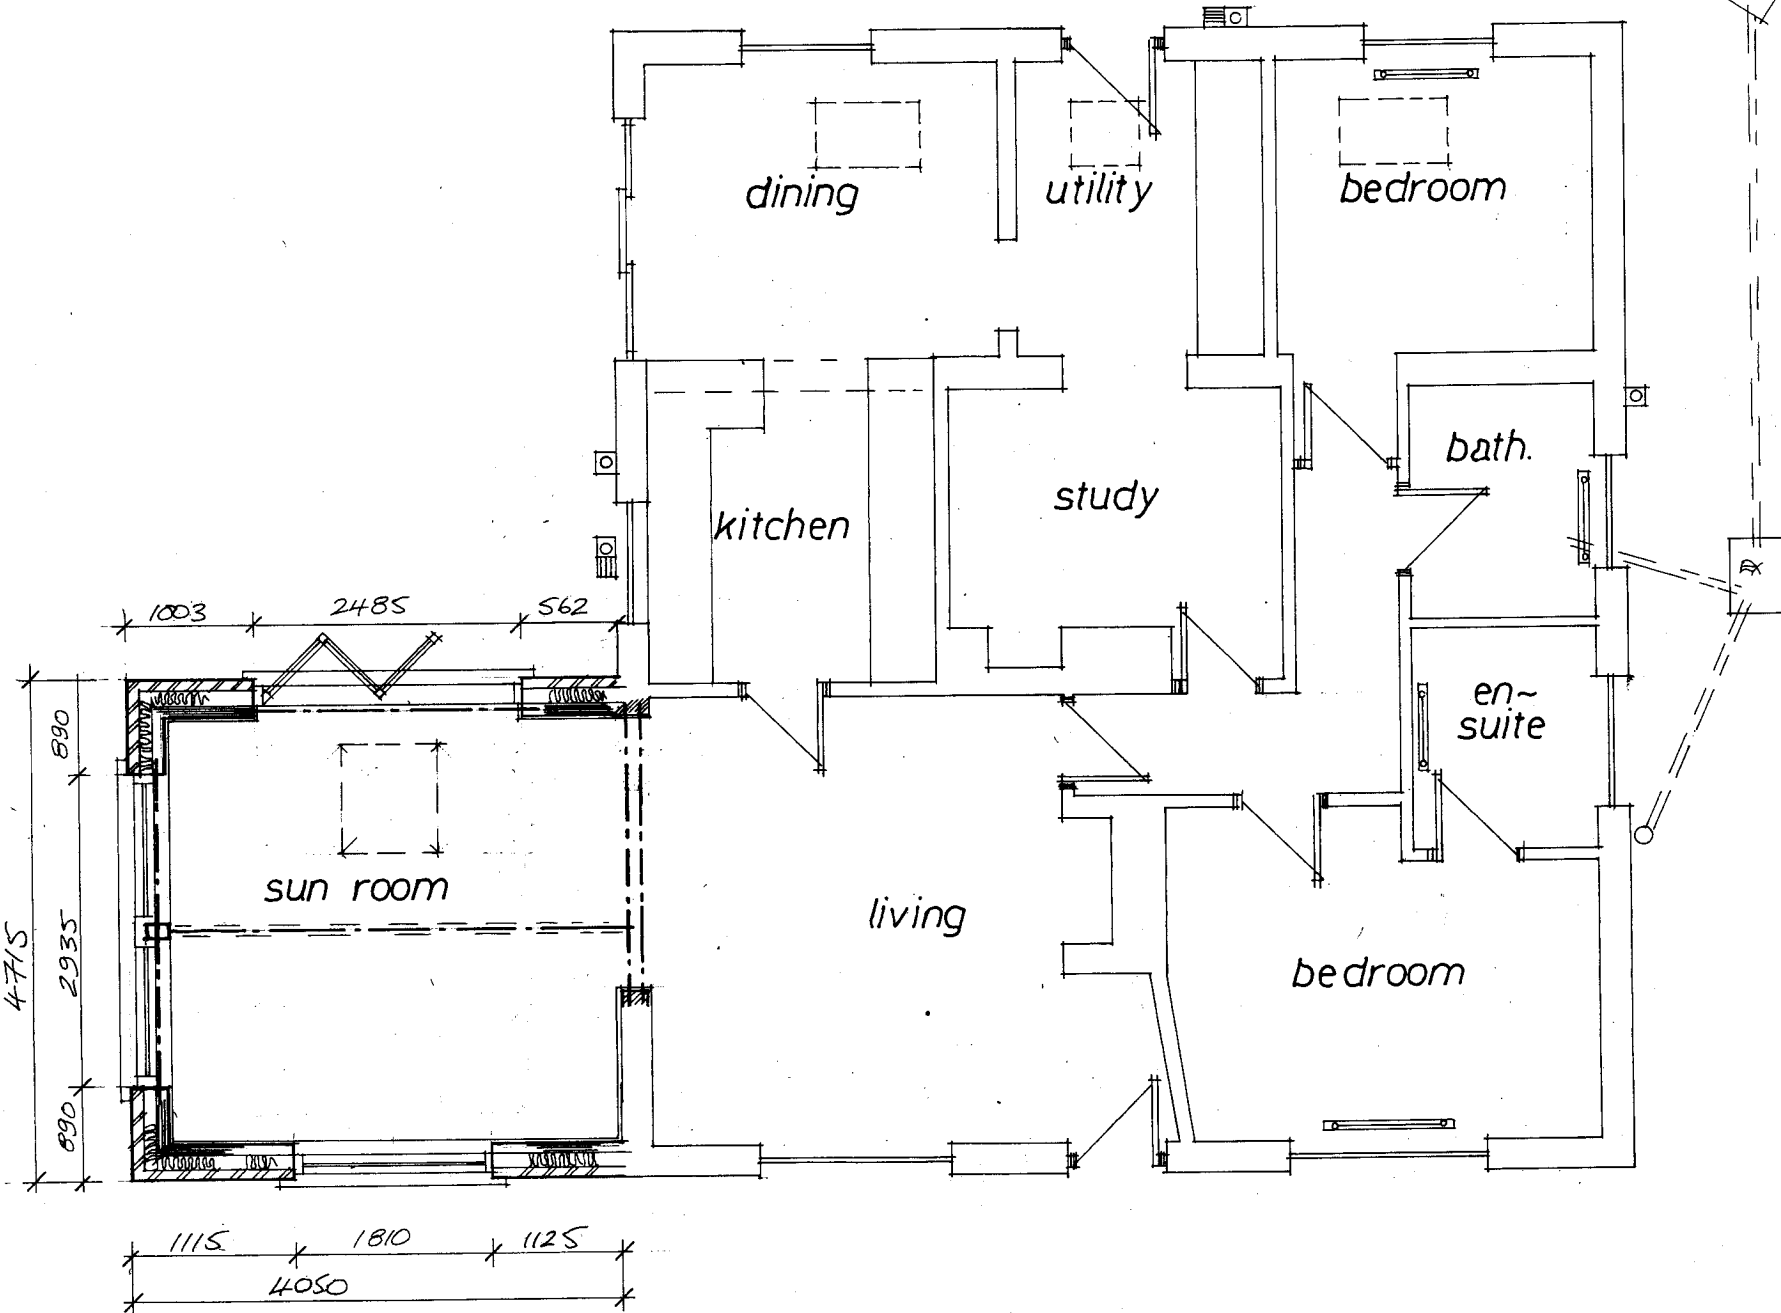 dining
utility
bedroom
bath.
study
kitchen
1003
2485
562
en~
suite
890
sun room
living
2935
4715
bedroom
890
1115
1810
1125
4050